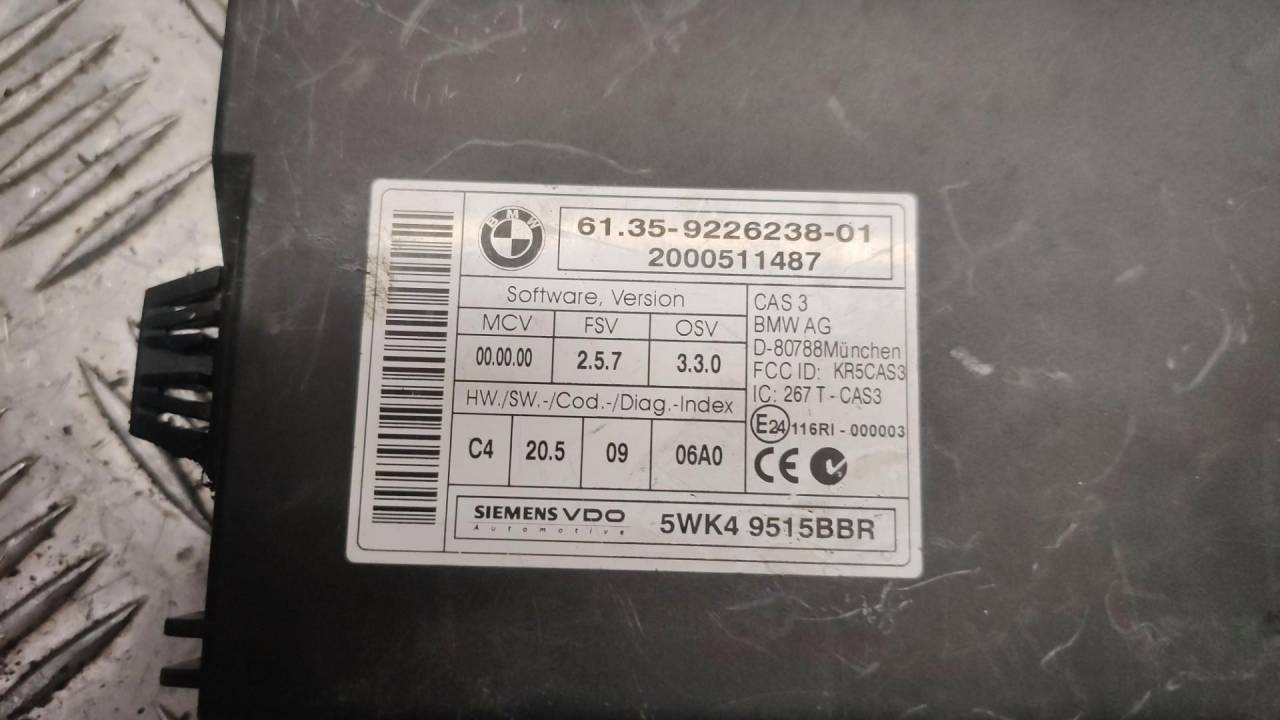 BMW
61.35-9226238-01
2000511487
Software, Version
MCV FSV OSV
00.00.00 2.5.7 3.3.0
HW./SW.-/Cod.-/Diag.-Index
C4 20.5 09 06A0
CAS 3
BMW AG
D-80788München
FCC ID: KR5CAS3
IC: 267 T - CAS3
E24 116RI - 000003
CE
SIEMENS VDO
Automotive
5WK4 9515BBR